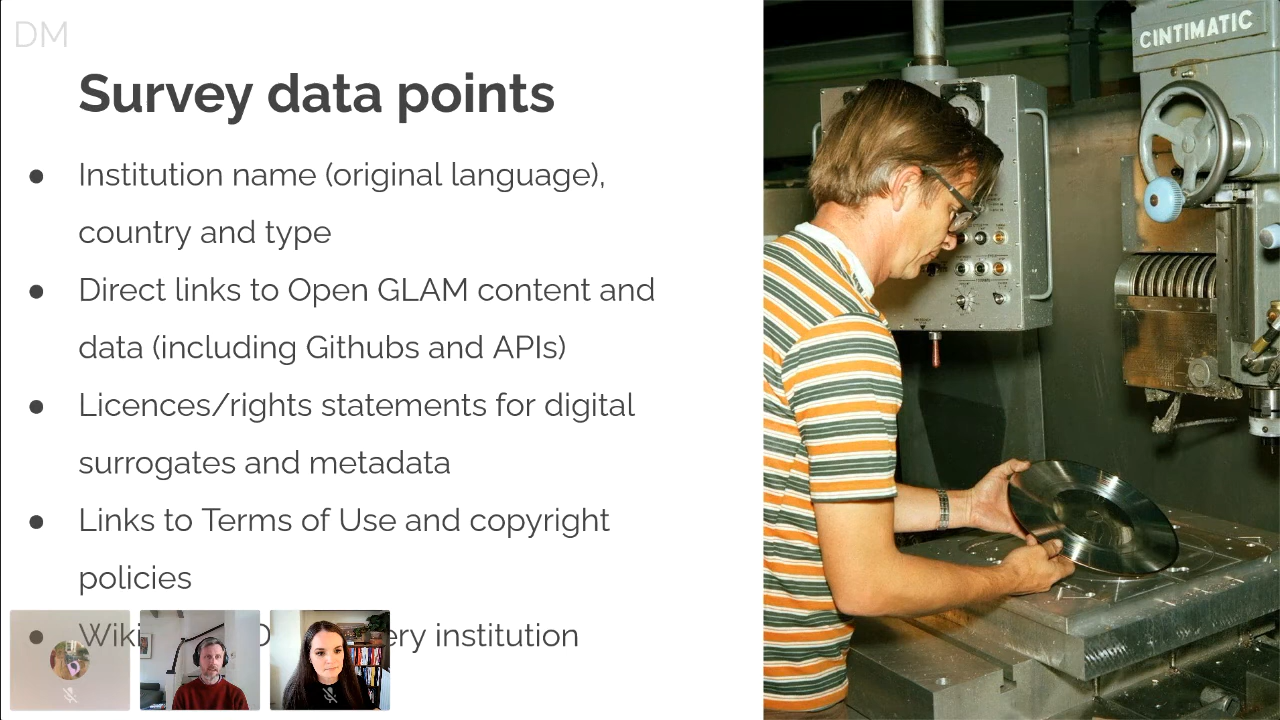 DM
Survey data points
● Institution name (original language),
country and type
● Direct links to Open GLAM content and
data (including Githubs and APIs)
● Licences/rights statements for digital
surrogates and metadata
● Links to Terms of Use and copyright
policies
● institution
CINTIMATIC